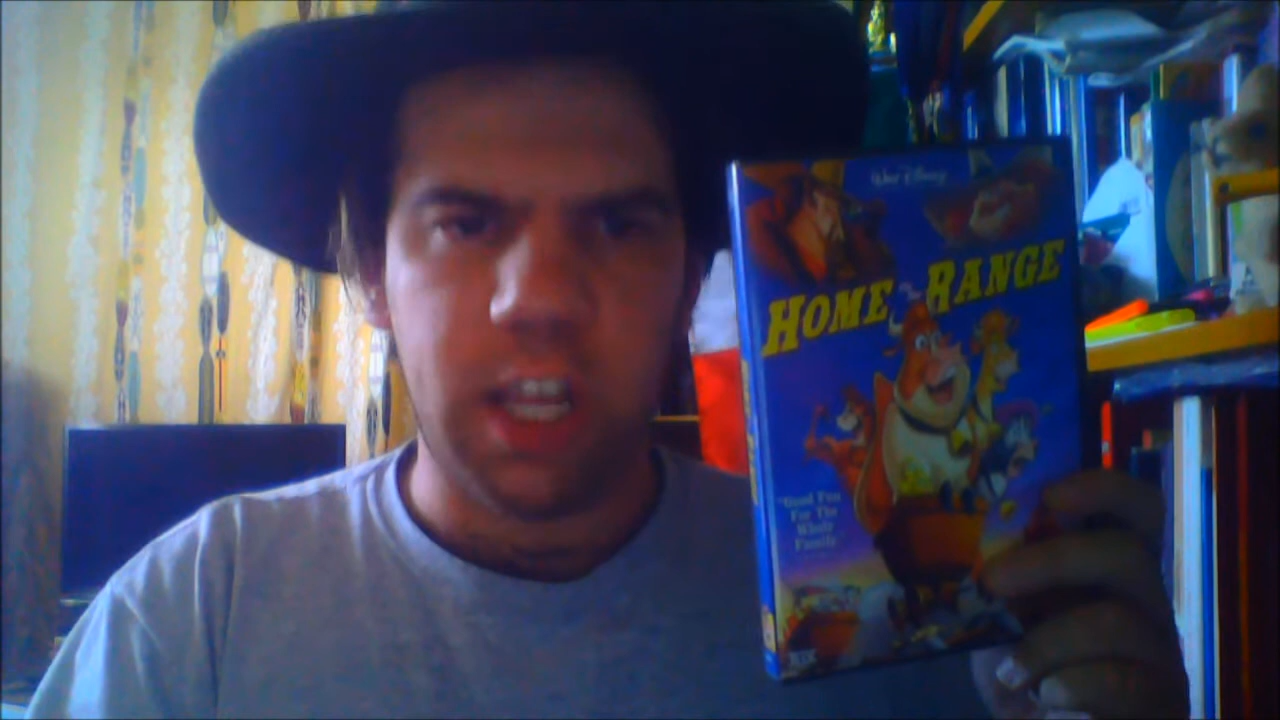 Walt Disney
HOME on the RANGE
"Good Fun
For The
Whole
Family"